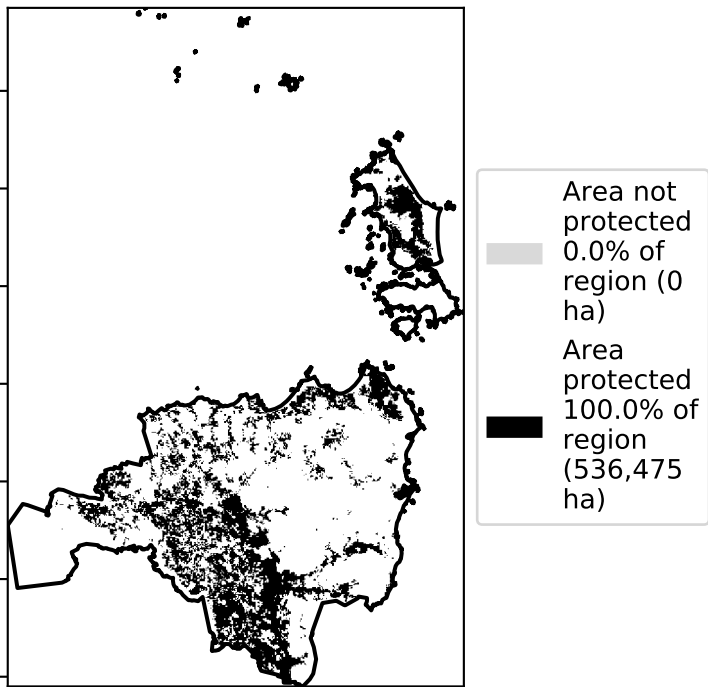 Area not
protected
0.0% of
region (0
ha)
Area
protected
100.0% of
region
(536,475
ha)